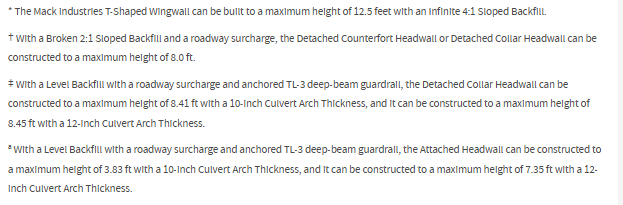 * The Mack Industries T-Shaped Wingwall can be built to a maximum height of 12.5 feet with an infinite 4:1 Sloped Backfill.
† With a Broken 2:1 Sloped Backfill and a roadway surcharge, the Detached Counterfort Headwall or Detached Collar Headwall can be
constructed to a maximum height of 8.0 ft.
‡ With a Level Backfill with a roadway surcharge and anchored TL-3 deep-beam guardrail, the Detached Collar Headwall can be
constructed to a maximum height of 8.41 ft with a 10-Inch Culvert Arch Thickness, and it can be constructed to a maximum height of
8.45 ft with a 12-Inch Culvert Arch Thickness.
ª With a Level Backfill with a roadway surcharge and anchored TL-3 deep-beam guardrail, the Attached Headwall can be constructed to
a maximum height of 3.83 ft with a 10-Inch Culvert Arch Thickness, and it can be constructed to a maximum height of 7.35 ft with a 12-
Inch Culvert Arch Thickness.